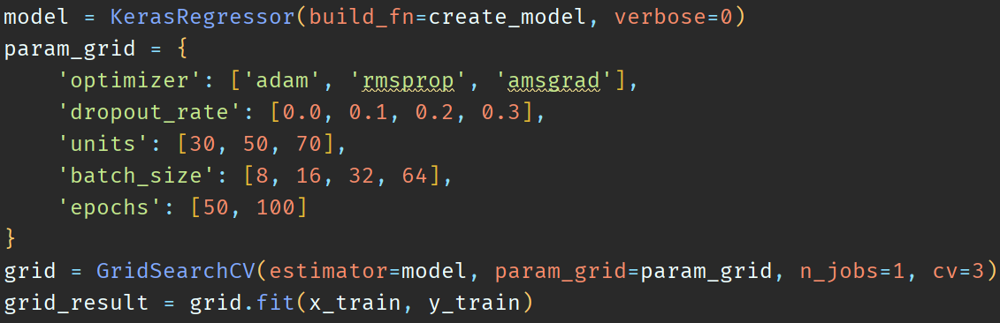 model = KerasRegressor(build_fn=create_model, verbose=0)
param_grid = {
    'optimizer': ['adam', 'rmsprop', 'amsgrad'],
    'dropout_rate': [0.0, 0.1, 0.2, 0.3],
    'units': [30, 50, 70],
    'batch_size': [8, 16, 32, 64],
    'epochs': [50, 100]
}
grid = GridSearchCV(estimator=model, param_grid=param_grid, n_jobs=1, cv=3)
grid_result = grid.fit(x_train, y_train)